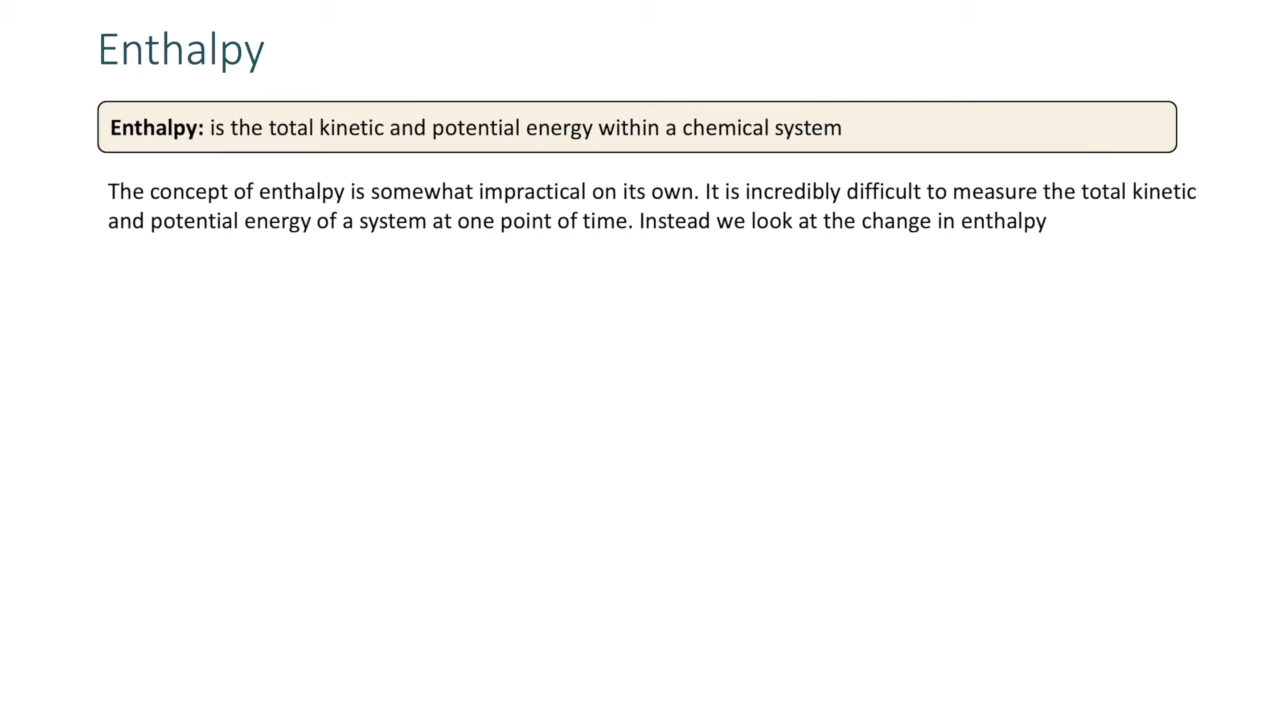 Enthalpy
Enthalpy: is the total kinetic and potential energy within a chemical system
The concept of enthalpy is somewhat impractical on its own. It is incredibly difficult to measure the total kinetic
and potential energy of a system at one point of time. Instead we look at the change in enthalpy